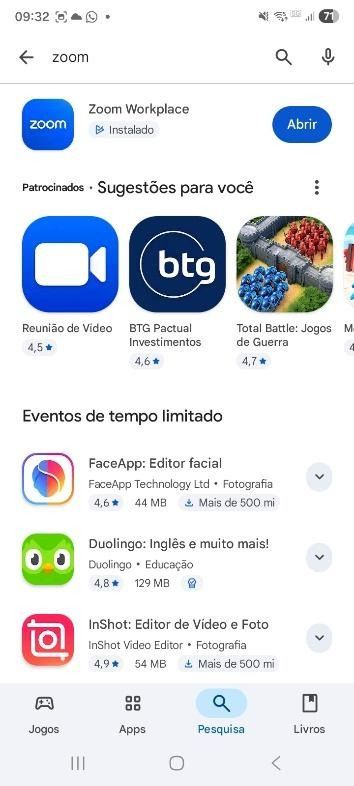 09:32
71
zoom
zoom
Zoom Workplace
Instalado
Abrir
Patrocinados • Sugestões para você
btg
Reunião de Vídeo
4,5
BTG Pactual
Investimentos
4,6
Total Battle: Jogos
de Guerra
4,7
Eventos de tempo limitado
FaceApp: Editor facial
FaceApp Technology Ltd • Fotografia
4,6 44 MB Mais de 500 mi
Duolingo: Inglês e muito mais!
Duolingo • Educação
4,8 129 MB
InShot: Editor de Vídeo e Foto
InShot Video Editor • Fotografia
4,9 54 MB Mais de 500 mi
Jogos
Apps
Pesquisa
Livros